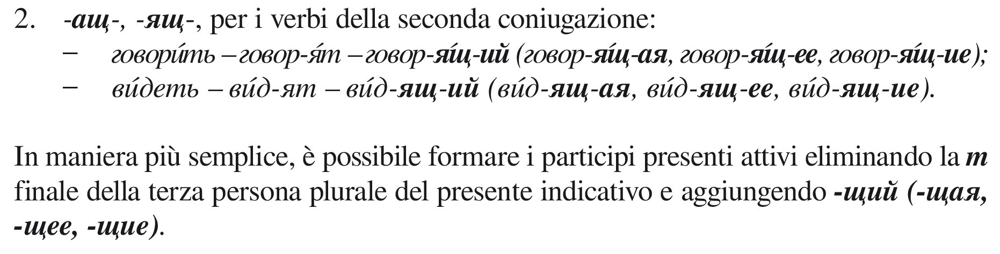 2. -ащ-, -ящ-, per i verbi della seconda coniugazione:
– говори́ть – говор-я́т – говор-я́щ-ий (говор-я́щ-ая, говор-я́щ-ее, говор-я́щ-ие);
– ви́деть – ви́д-ят – ви́д-ящ-ий (ви́д-ящ-ая, ви́д-ящ-ее, ви́д-ящ-ие).
In maniera più semplice, è possibile formare i participi presenti attivi eliminando la т
finale della terza persona plurale del presente indicativo e aggiungendo -щий (-щая,
-щее, -щие).